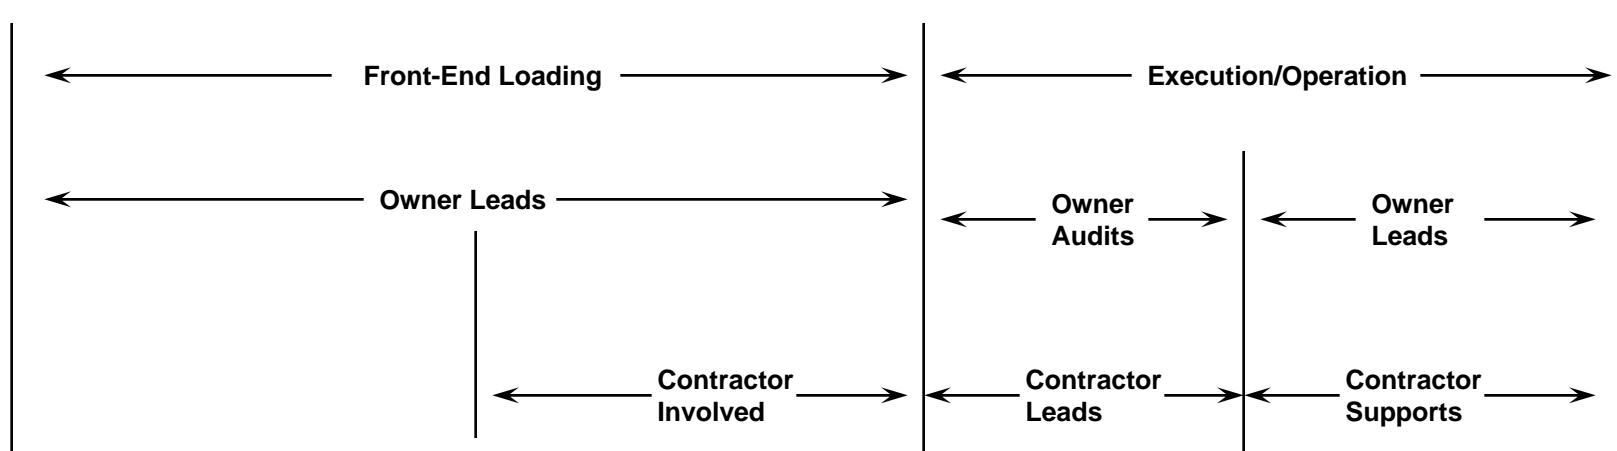 Front-End Loading
Execution/Operation
Owner Leads
Owner
Audits
Owner
Leads
Contractor
Involved
Contractor
Leads
Contractor
Supports